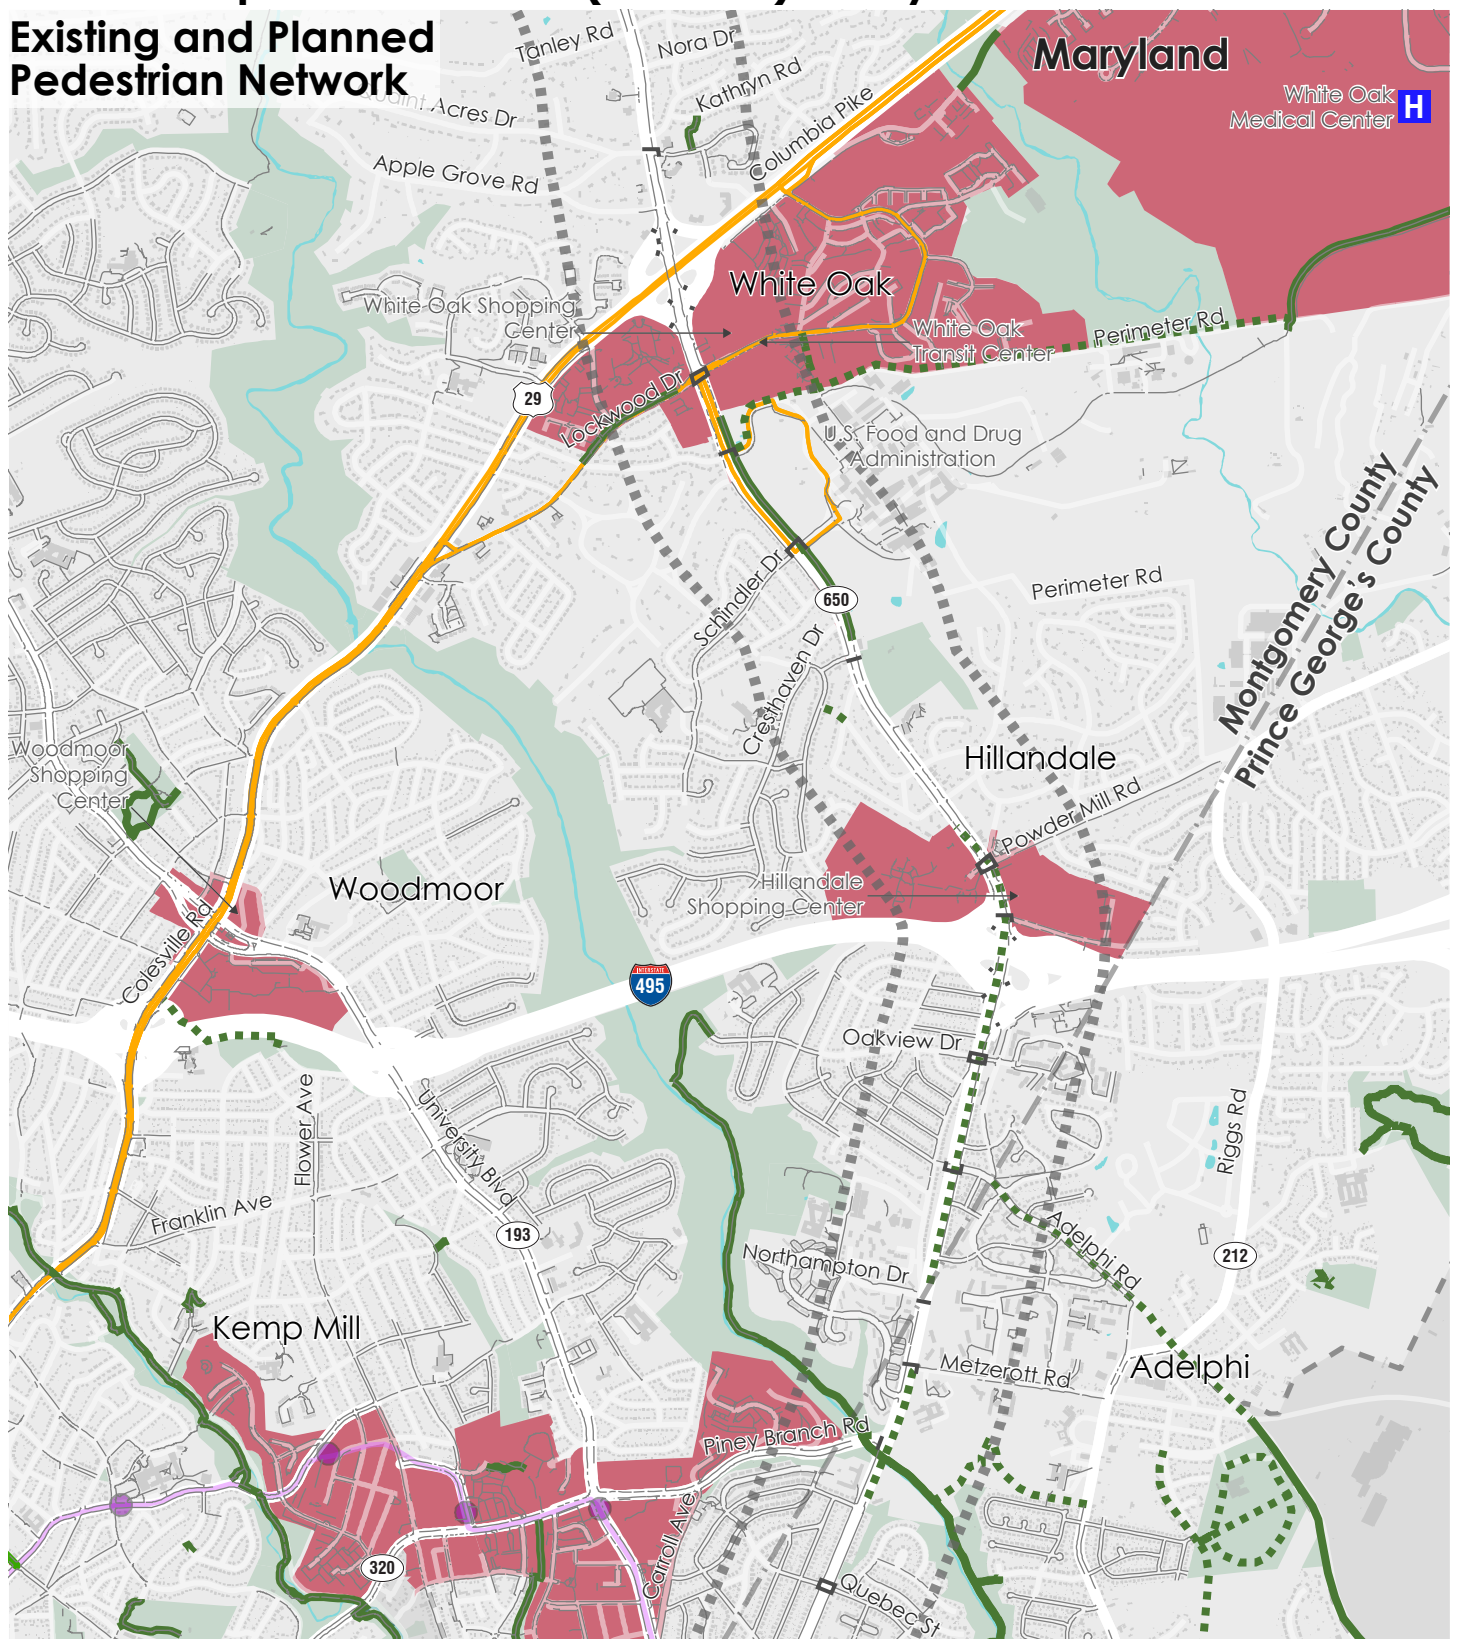 Existing and Planned
Pedestrian Network
Tanley Rd
Nora Dr
Maryland
Kathryn Rd
Acres Dr
Columbia Pike
White Oak
Medical Center
H
Apple Grove Rd
White Oak
White Oak Shopping
Center
White Oak
Transit Center
Perimeter Rd
29
Lockwood Dr
U.S. Food and Drug
Administration
Montgomery County
Prince George's County
Schindler Dr
650
Perimeter Rd
Cresthaven Dr
Woodmoor
Shopping
Center
Hillandale
Powder Mill Rd
Woodmoor
Hillandale
Shopping Center
Colesville Rd
INTERSTATE
495
Oakview Dr
Flower Ave
University Blvd
Riggs Rd
Franklin Ave
193
Adelphi Rd
212
Northampton Dr
Kemp Mill
Metzerott Rd
Adelphi
Piney Branch Rd
Carroll Ave
320
Quebec St